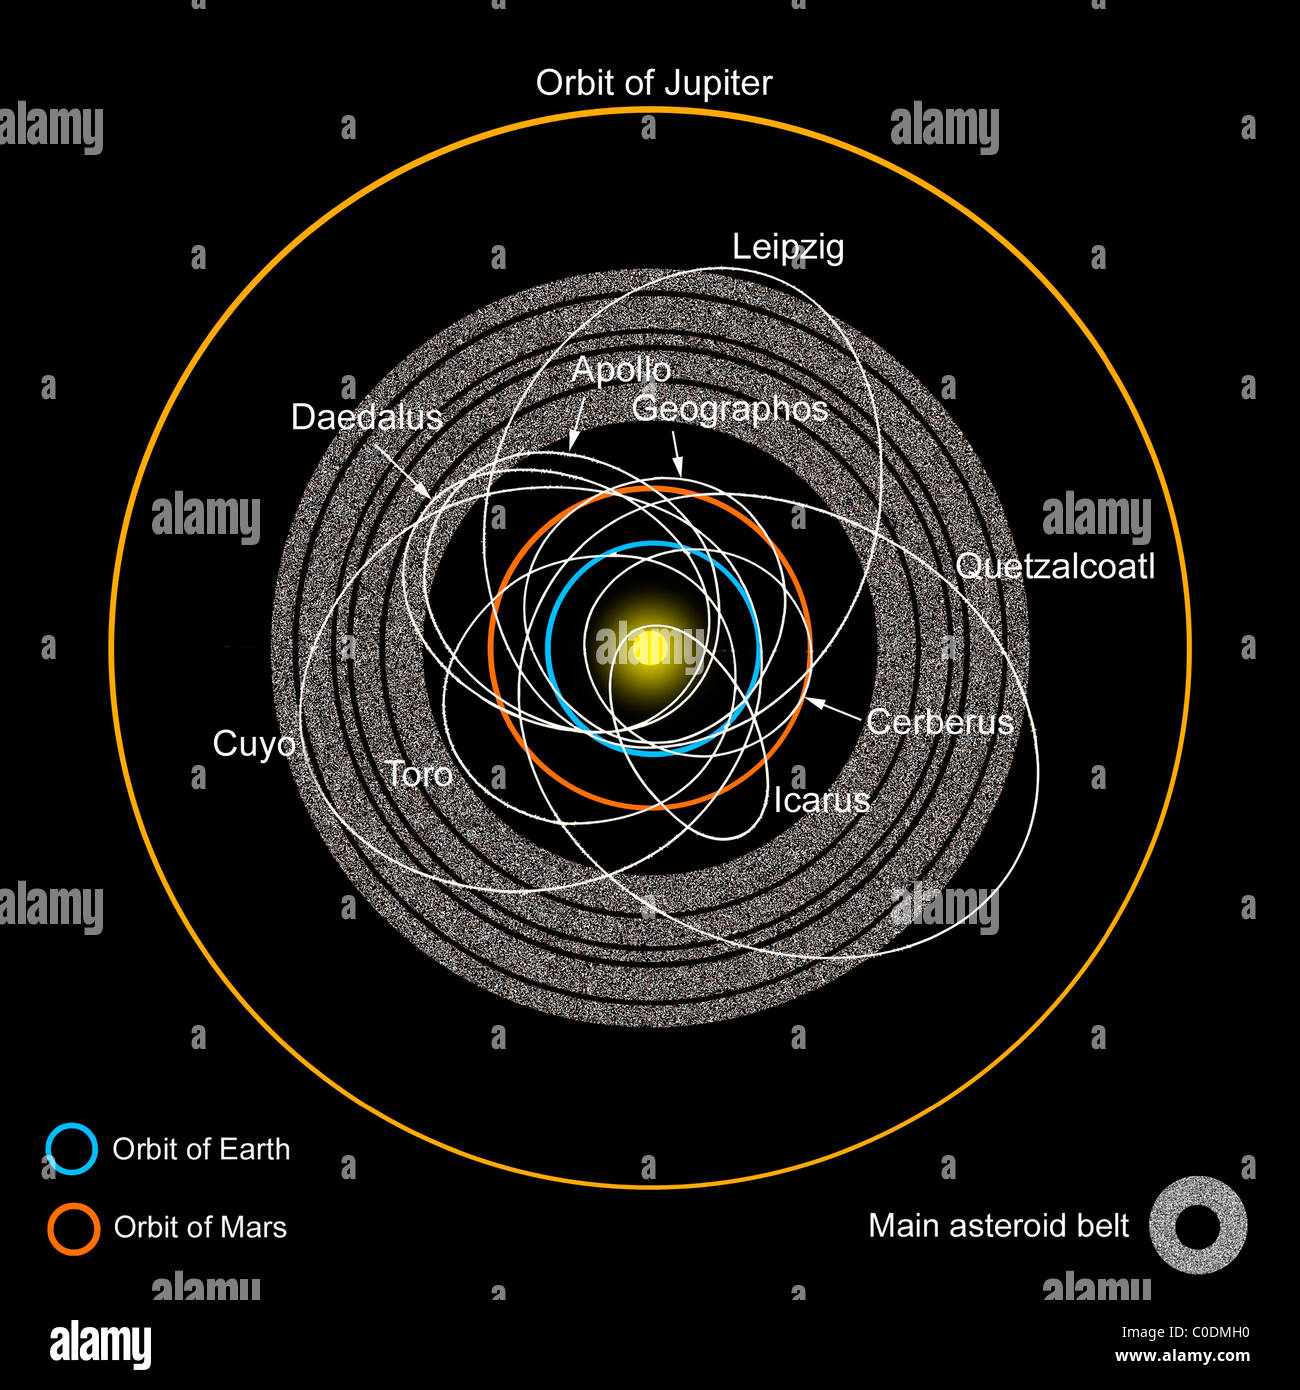 Orbit of Jupiter
Leipzig
Apollo
Geographos
Daedalus
Quetzalcoatl
Cerberus
Cuyo
Toro
Icarus
Orbit of Earth
Orbit of Mars
Main asteroid belt
alamy
a
Image ID: C0DMH0
www.alamy.com